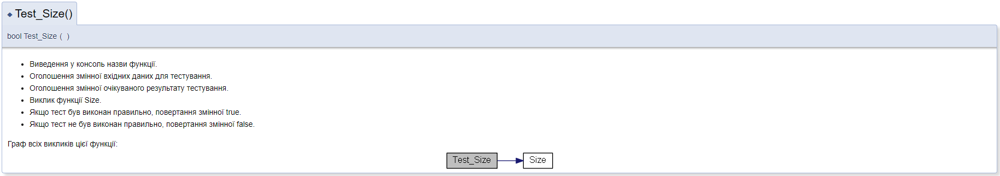 ◆ Test_Size()
bool Test_Size ( )
• Виведення у консоль назви функції.
• Оголошення змінної вхідних даних для тестування.
• Оголошення змінної очікуваного результату тестування.
• Виклик функції Size.
• Якщо тест був виконан правильно, повертання змінної true.
• Якщо тест не був виконан правильно, повертання змінної false.
Граф всіх викликів цієї функції:
Test_Size Size